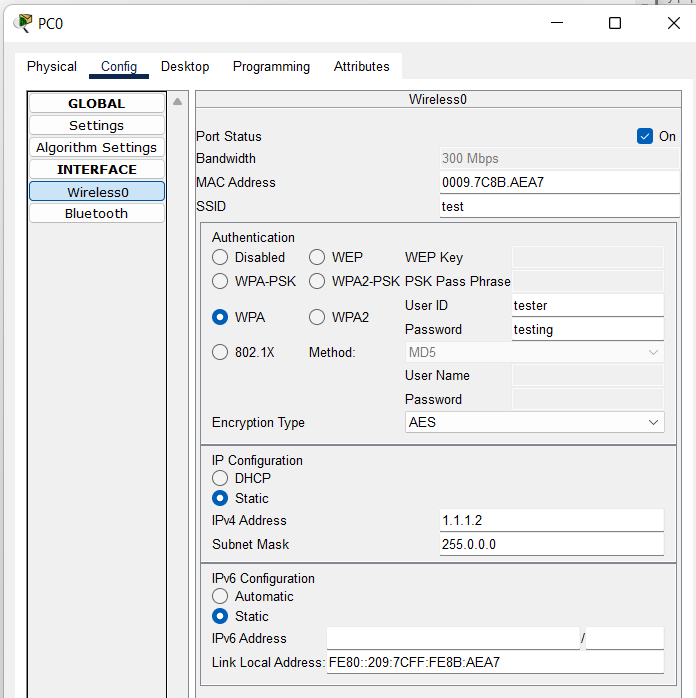 PC0
Physical Config Desktop Programming Attributes
GLOBAL
Settings
Algorithm Settings
INTERFACE
Wireless0
Bluetooth
Wireless0
Port Status On
Bandwidth 300 Mbps
MAC Address 0009.7C8B.AEA7
SSID test
Authentication
Disabled WEP WEP Key
WPA-PSK WPA2-PSK PSK Pass Phrase
User ID tester
WPA WPA2
Password testing
802.1X Method: MD5
User Name
Password
Encryption Type AES
IP Configuration
DHCP
Static
IPv4 Address 1.1.1.2
Subnet Mask 255.0.0.0
IPv6 Configuration
Automatic
Static
IPv6 Address /
Link Local Address: FE80::209:7CFF:FE8B:AEA7